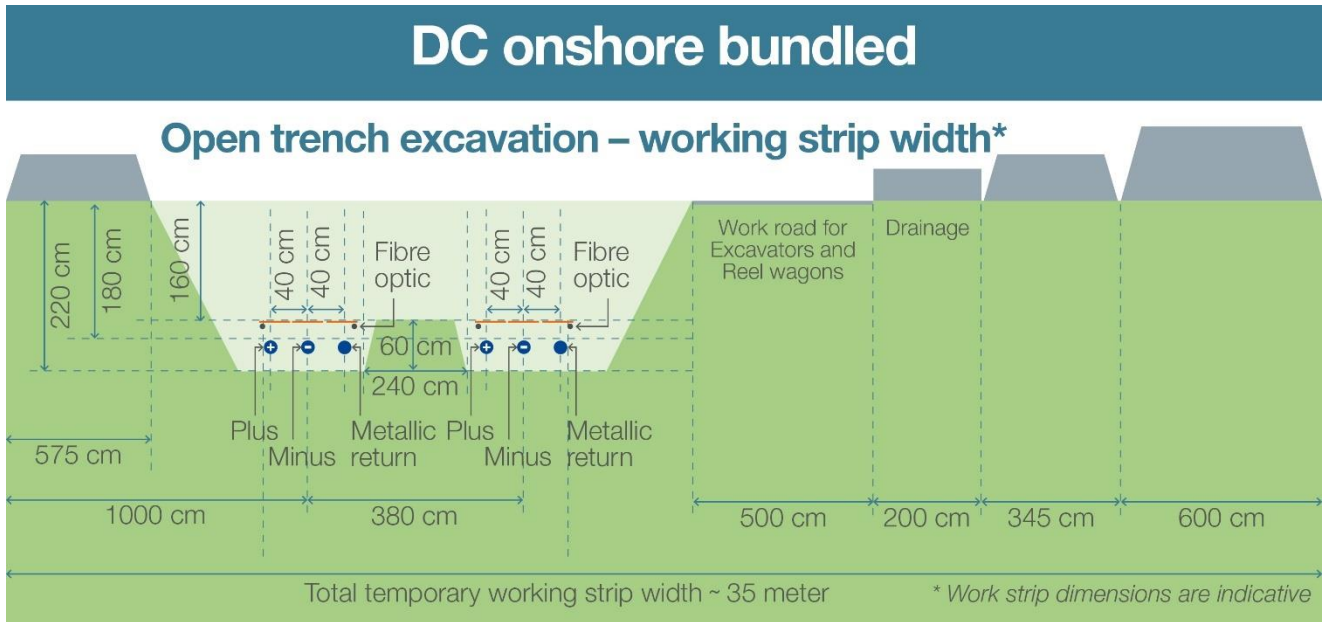 DC onshore bundled
Open trench excavation – working strip width*
220 cm
180 cm
160 cm
40 cm
40 cm
Fibre
optic
40 cm
40 cm
Fibre
optic
Work road for
Excavators and
Reel wagons
Drainage
+
-
60 cm
+
-
240 cm
Plus
Minus
Metallic
return
Plus
Minus
Metallic
return
575 cm
1000 cm
380 cm
500 cm
200 cm
345 cm
600 cm
Total temporary working strip width ~ 35 meter
* Work strip dimensions are indicative